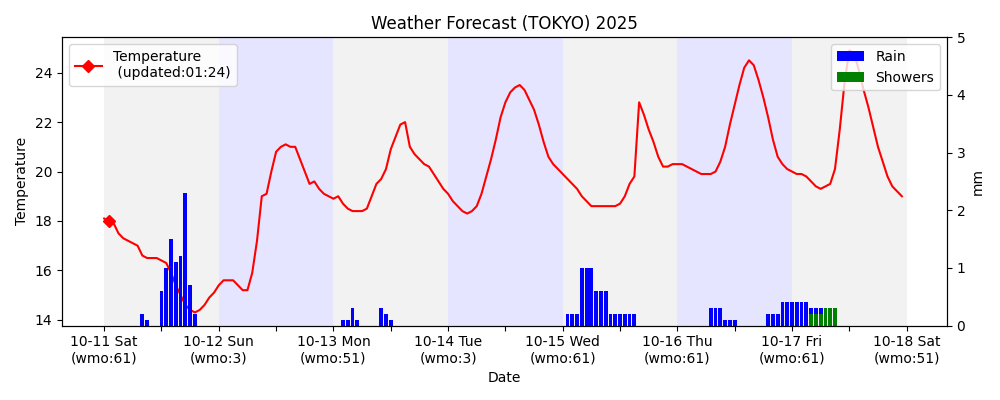 Weather Forecast (TOKYO) 2025
Temperature
(updated:01:24)
Rain
Showers
24
22
20
18
16
14
Temperature
5
4
3
2
1
0
mm
10-11 Sat
(wmo:61)
10-12 Sun
(wmo:3)
10-13 Mon
(wmo:51)
10-14 Tue
(wmo:3)
10-15 Wed
(wmo:61)
10-16 Thu
(wmo:61)
10-17 Fri
(wmo:61)
10-18 Sat
(wmo:51)
Date